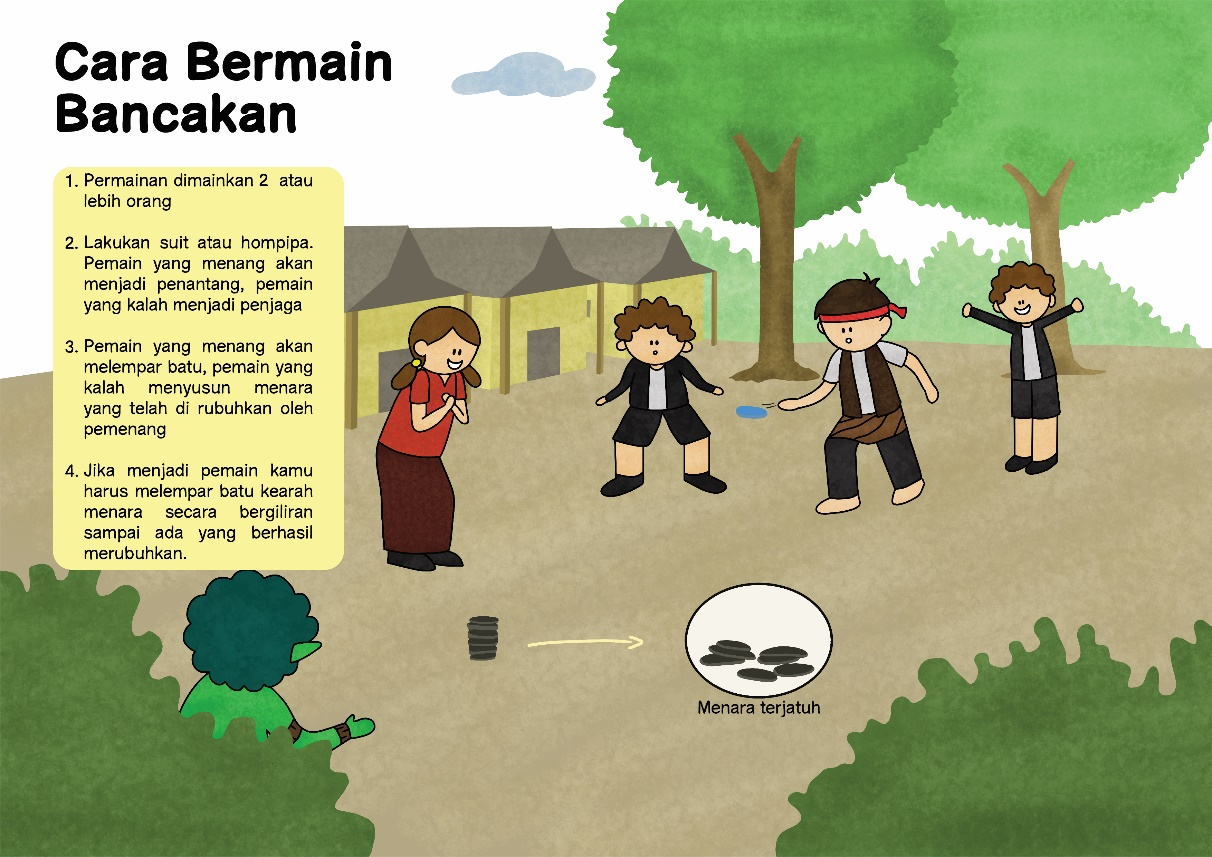 Cara Bermain
Bancakan
1. Permainan dimainkan 2 atau
lebih orang
2. Lakukan suit atau hompipa.
Pemain yang menang akan
menjadi penantang, pemain
yang kalah menjadi penjaga
3. Pemain yang menang akan
melempar batu, pemain yang
kalah menyusun menara
yang telah di rubuhkan oleh
pemenang
4. Jika menjadi pemain kamu
harus melempar batu kearah
menara secara bergiliran
sampai ada yang berhasil
merubuhkan.
Menara terjatuh